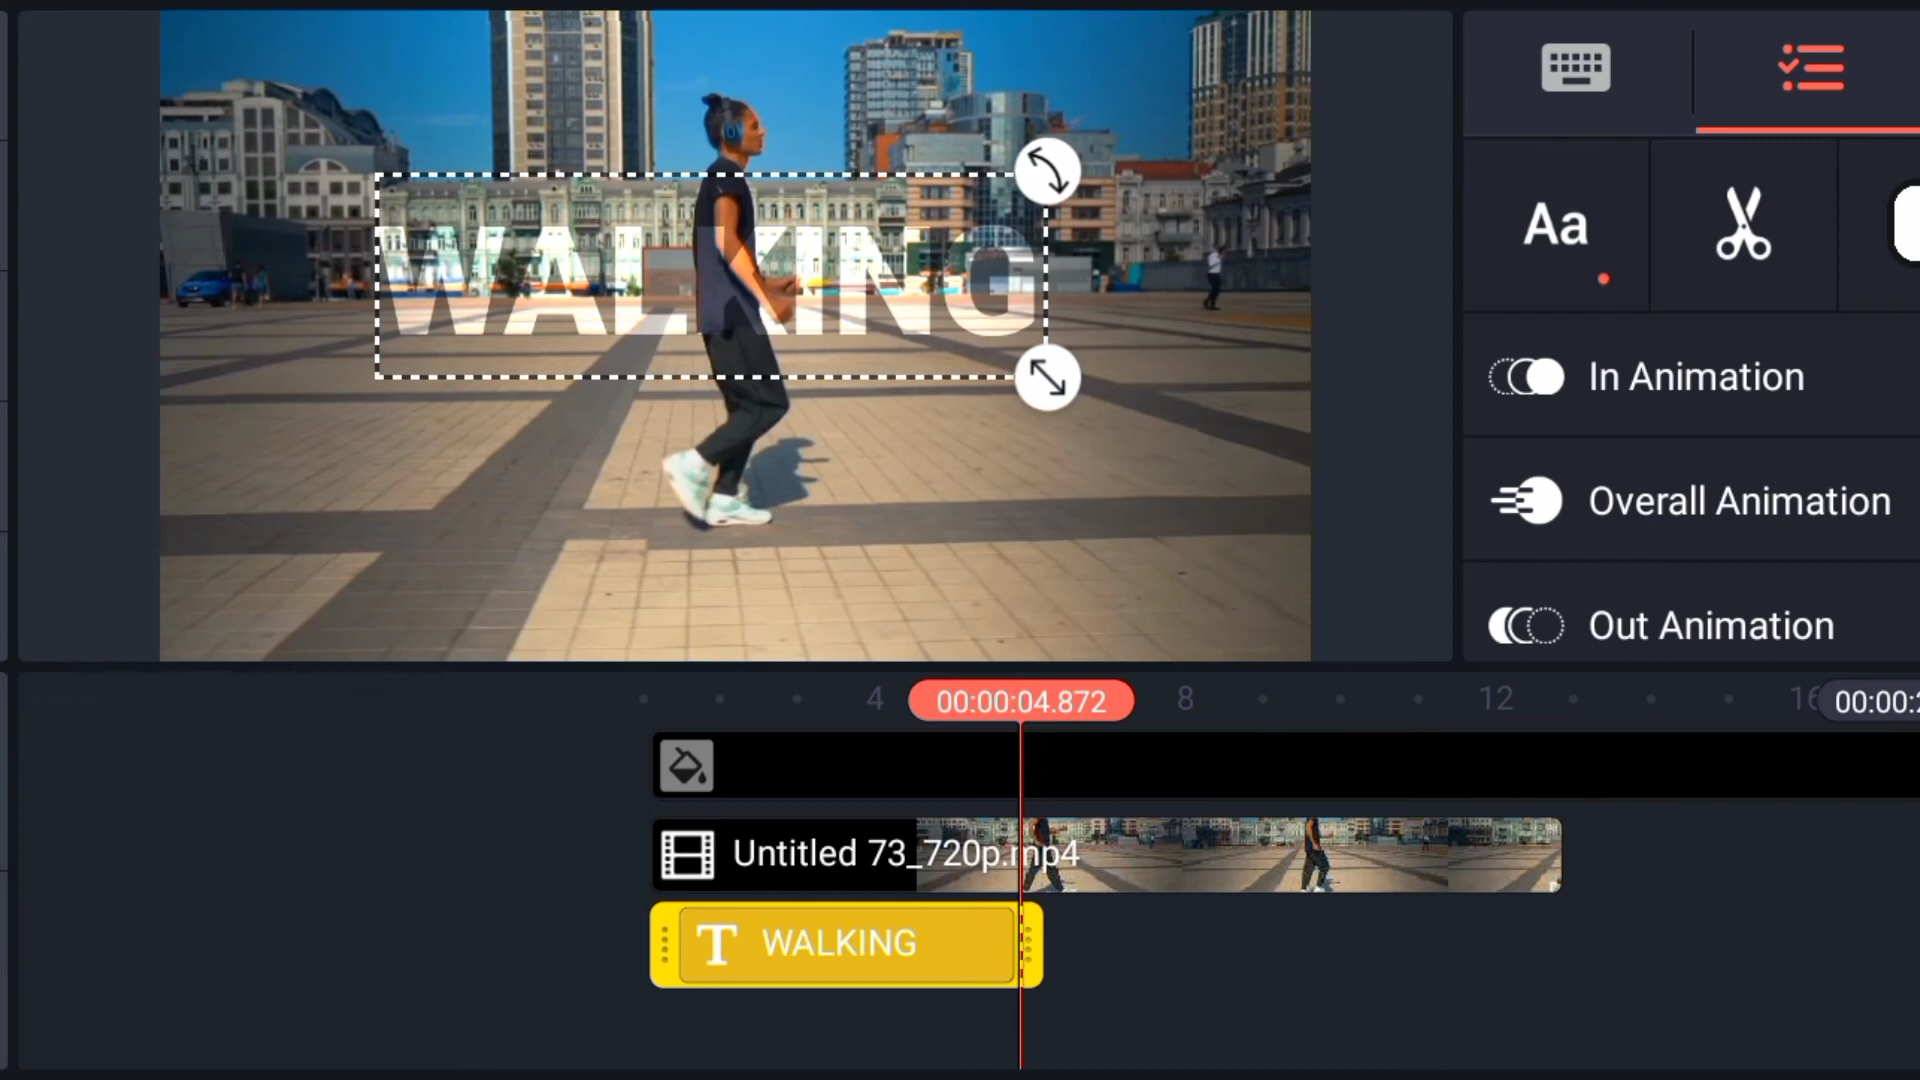 WALKING
Aa
In Animation
Overall Animation
Out Animation
4
00:00:04.872
8
12
16
00:00:2
Untitled 73_720p.mp4
T WALKING